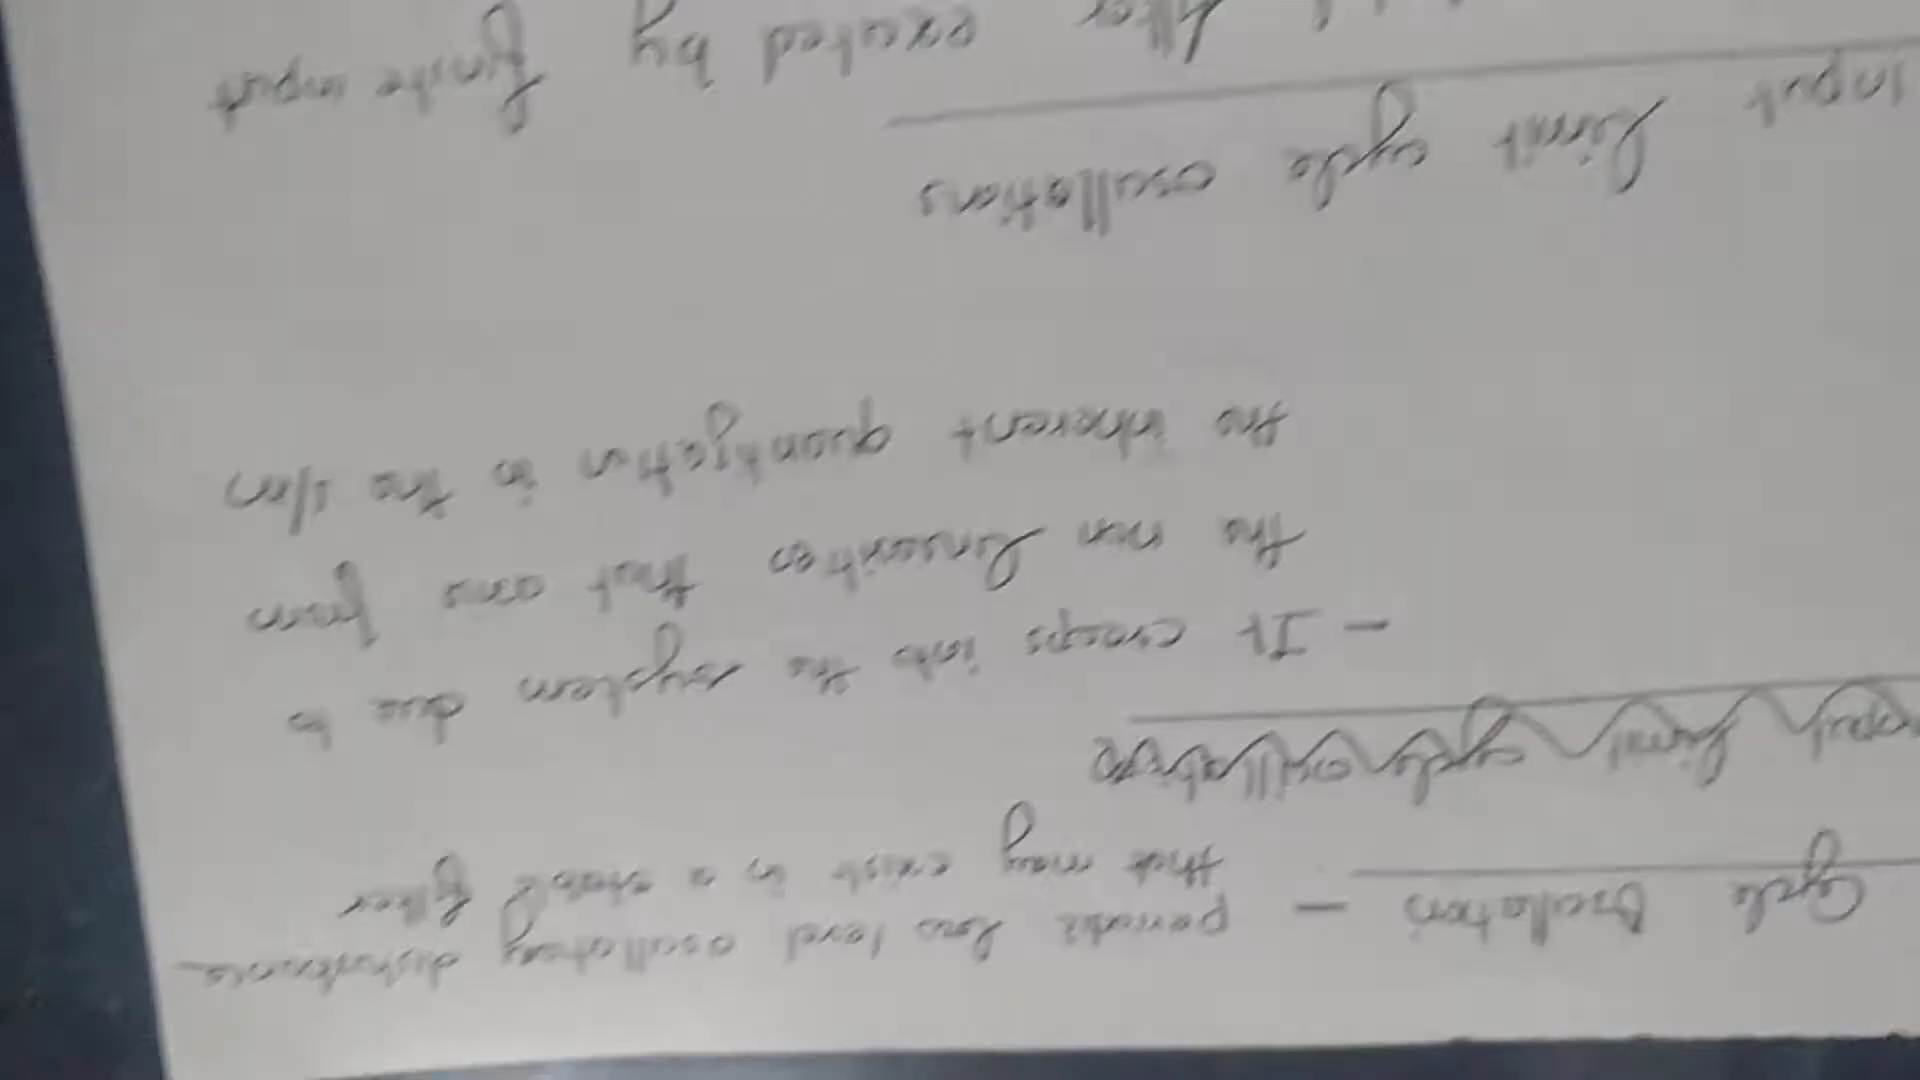 Cycle Oscillations - periodic low level oscillatory disturbance
that may exist in a stable filter
input limit cycle oscillations
- It creeps into the system due to
the non linearities that arise from
the inherent quantization in the s/m
input limit cycle oscillations
filter excited by finite input